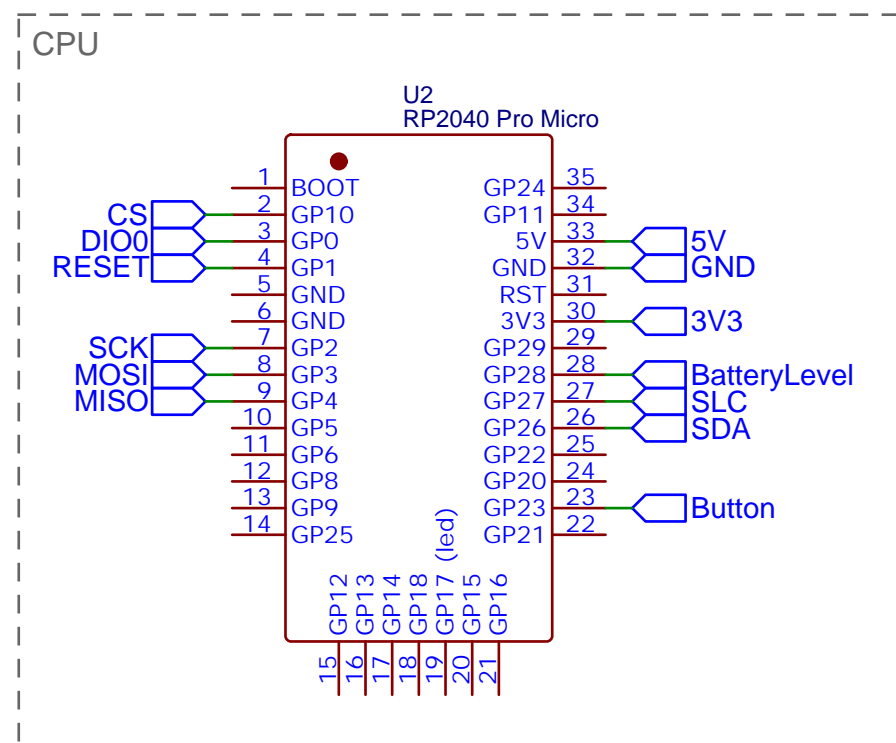 CPU
U2
RP2040 Pro Micro
1 BOOT
CS 2 GP10
DIO0 3 GP0
RESET 4 GP1
5 GND
6 GND
SCK 7 GP2
MOSI 8 GP3
MISO 9 GP4
10 GP5
11 GP6
12 GP8
13 GP9
14 GP25
GP24 35
GP11 34
5V 33 5V
GND 32 GND
RST 31
3V3 30 3V3
GP29 29
GP28 28 BatteryLevel
GP27 27 SLC
GP26 26 SDA
GP22 25
GP20 24
GP23 23 Button
GP21 22
GP12 15
GP13 16
GP14 17
GP18 18
GP17 (led) 19
GP15 20
GP16 21